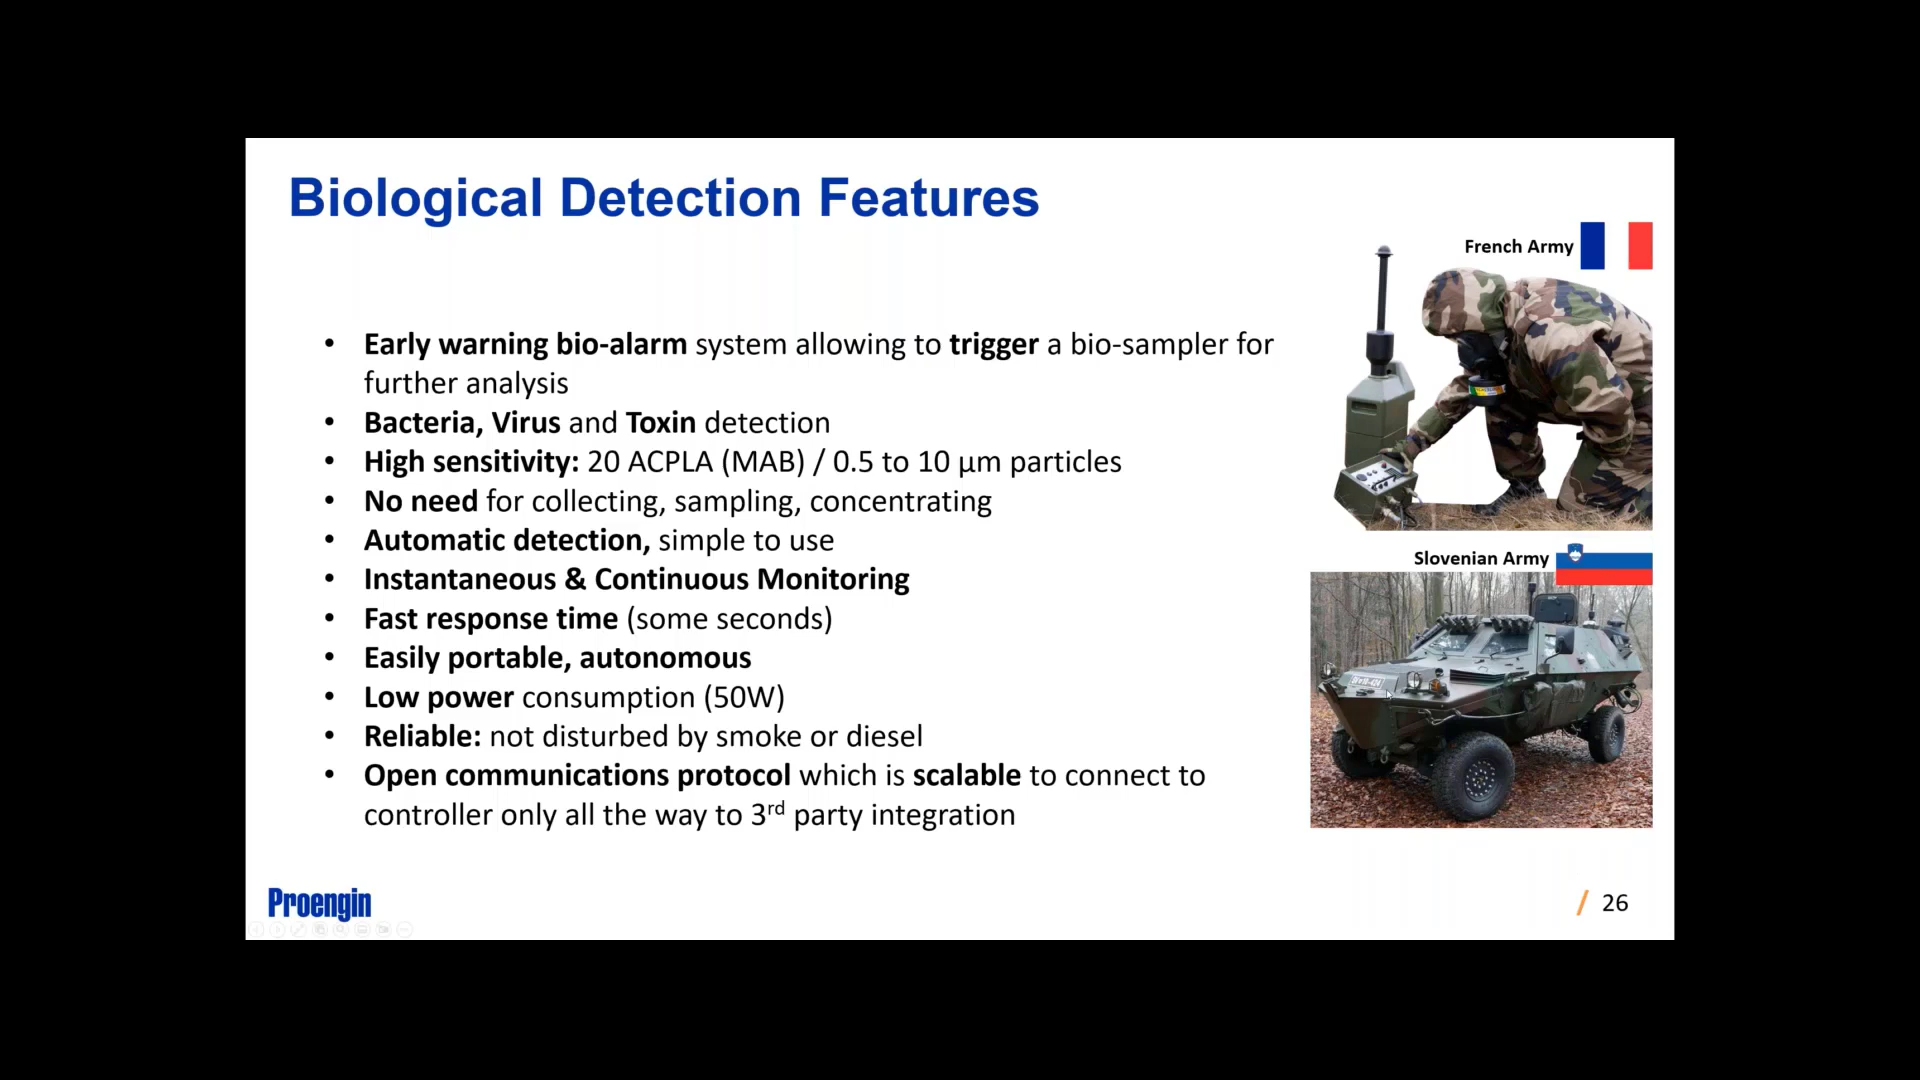 Biological Detection Features
French Army
• Early warning bio-alarm system allowing to trigger a bio-sampler for
further analysis
• Bacteria, Virus and Toxin detection
• High sensitivity: 20 ACPLA (MAB) / 0.5 to 10 µm particles
• No need for collecting, sampling, concentrating
• Automatic detection, simple to use
• Instantaneous & Continuous Monitoring
• Fast response time (some seconds)
• Easily portable, autonomous
• Low power consumption (50W)
• Reliable: not disturbed by smoke or diesel
• Open communications protocol which is scalable to connect to
controller only all the way to 3rd party integration
Slovenian Army
Proengin
/ 26